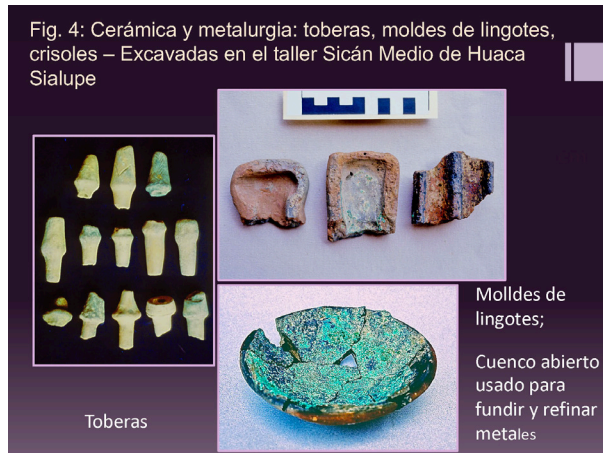 Fig. 4: Cerámica y metalurgia: toberas, moldes de lingotes,
crisoles – Excavadas en el taller Sicán Medio de Huaca
Sialupe
Molldes de
lingotes;
Cuenco abierto
usado para
fundir y refinar
metales
Toberas